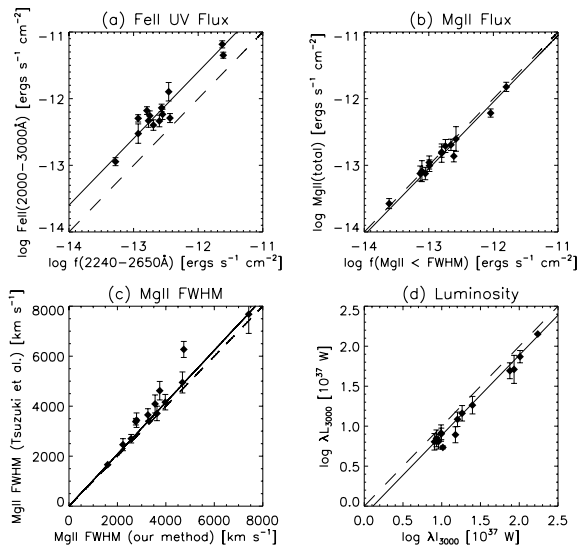 (a) FeII UV Flux
log FeII(2000−3000Å) [ergs s⁻¹ cm⁻²]
−11
−12
−13
−14
−14 −13 −12 −11
log f(2240−2650Å) [ergs s⁻¹ cm⁻²]
(b) MgII Flux
log MgII(total) [ergs s⁻¹ cm⁻²]
−11
−12
−13
−14
−14 −13 −12 −11
log f(MgII < FWHM) [ergs s⁻¹ cm⁻²]
(c) MgII FWHM
MgII FWHM (Tsuzuki et al.) [km s⁻¹]
8000
6000
4000
2000
0
0 2000 4000 6000 8000
MgII FWHM (our method) [km s⁻¹]
(d) Luminosity
log λL₃₀₀₀ [10³⁷ W]
2.5
2.0
1.5
1.0
0.5
0.0
0.0 0.5 1.0 1.5 2.0 2.5
log λl₃₀₀₀ [10³⁷ W]